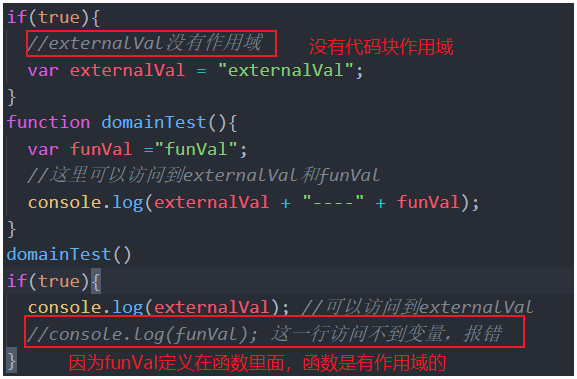 if(true){
//externalVal没有作用域
没有代码块作用域
var externalVal = "externalVal";
}
function domainTest(){
var funVal ="funVal";
//这里可以访问到externalVal和funVal
console.log(externalVal + "----" + funVal);
}
domainTest()
if(true){
console.log(externalVal); //可以访问到externalVal
//console.log(funVal); 这一行访问不到变量，报错
}
因为funVal定义在函数里面，函数是有作用域的